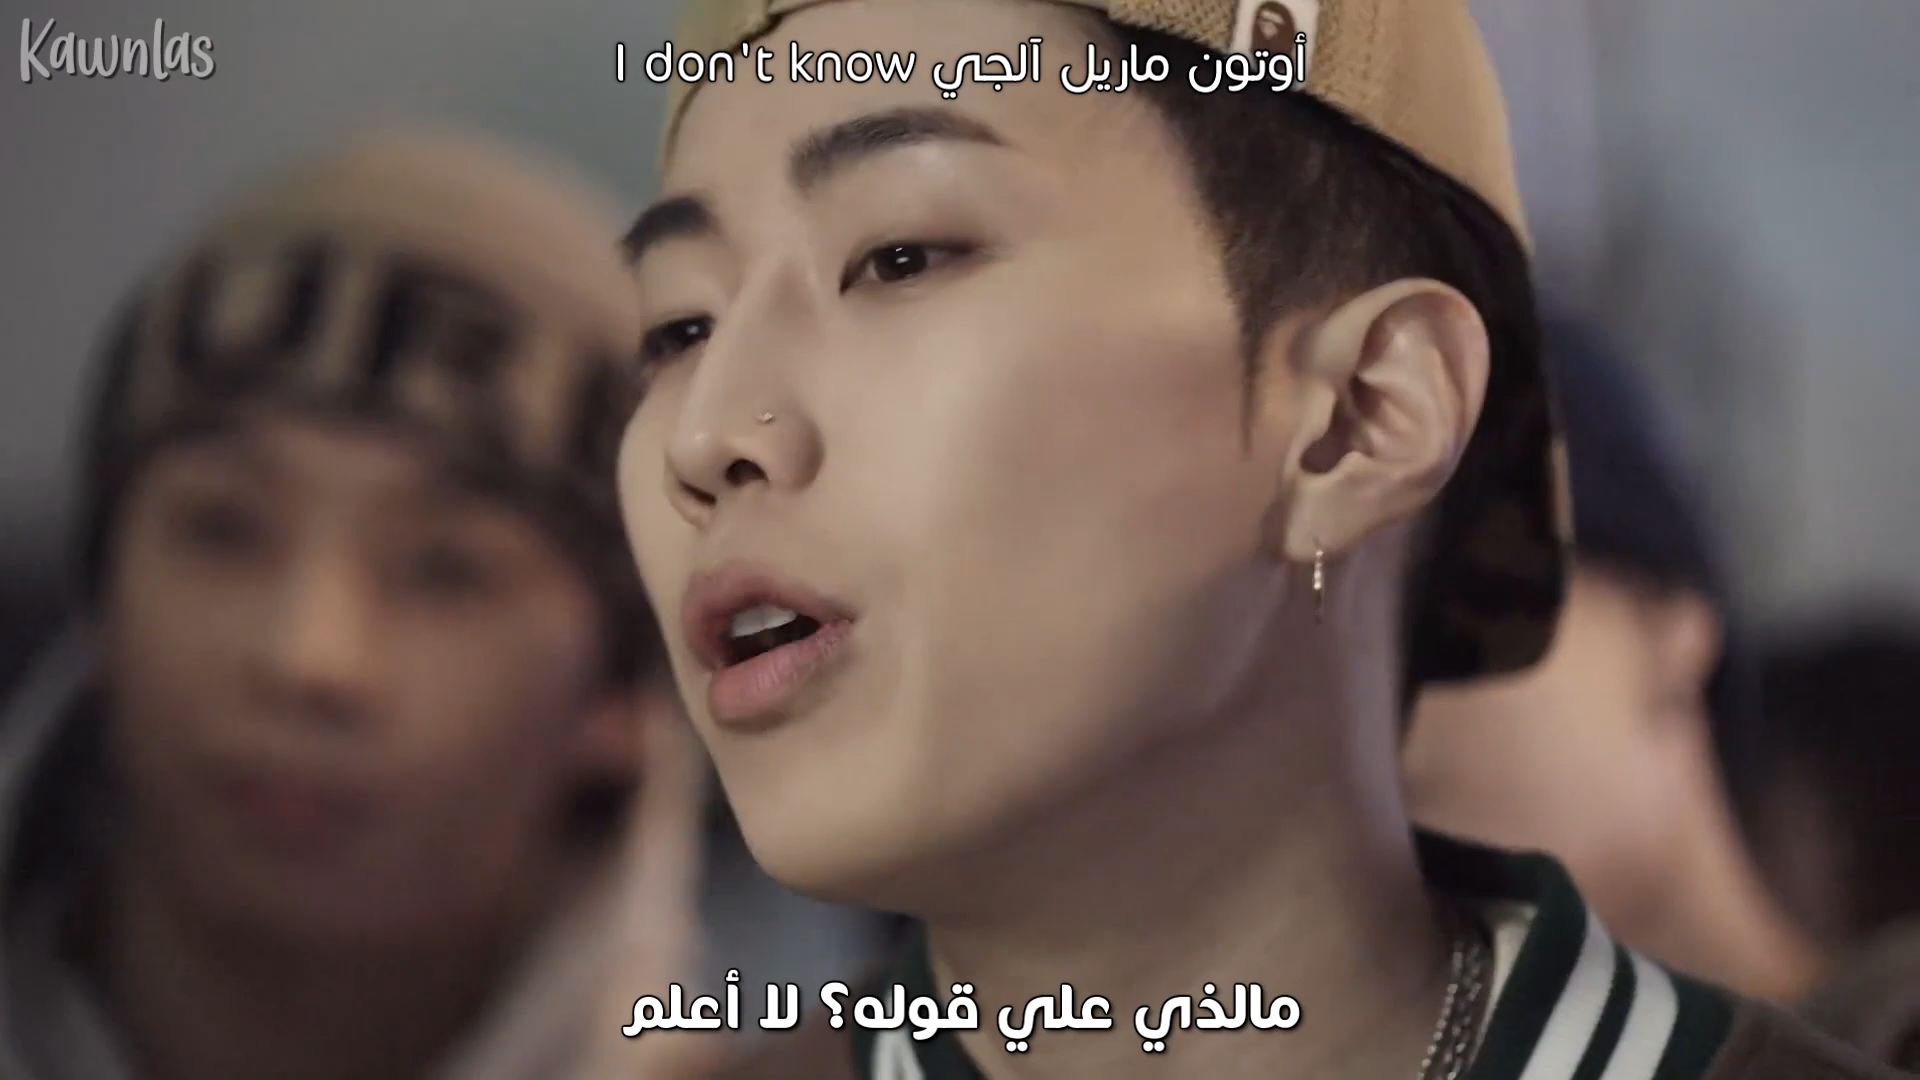 Kawnlas
I don't know أوتون ماريل آلجي
مالذي علي قوله؟ لا أعلم